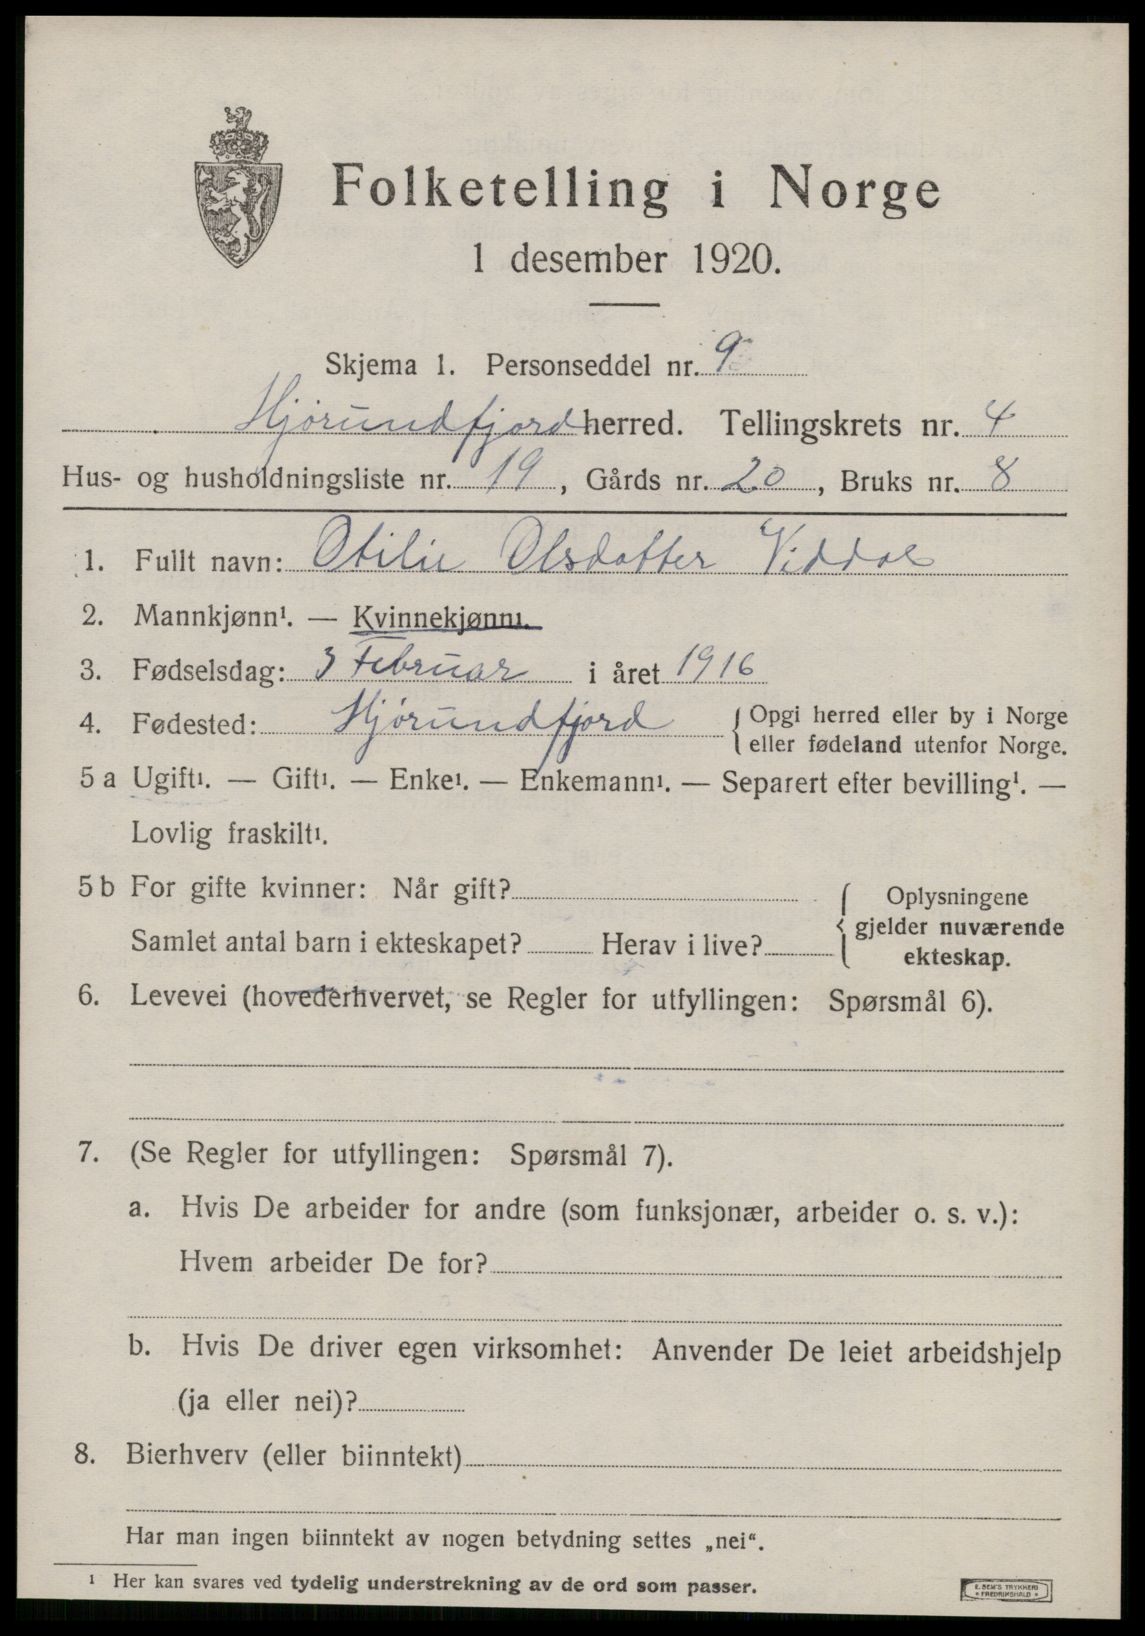 Folketelling i Norge
1 desember 1920.
Skjema 1. Personseddel nr. 9
Hjørundfjord herred. Tellingskrets nr. 4
Hus- og husholdningsliste nr. 19, Gårds nr. 20, Bruks nr. 8
1. Fullt navn: Otilie Olsdatter Viddal
2. Mannkjønn¹. — Kvinnekjønn¹.
3. Fødselsdag: 3 Februar i året 1916
4. Fødested: Hjørundfjord { Opgi herred eller by i Norge
eller fødeland utenfor Norge.
5 a Ugift¹. — Gift¹. — Enke¹. — Enkemann¹. — Separert efter bevilling¹. —
Lovlig fraskilt¹.
5 b For gifte kvinner: Når gift?
Samlet antal barn i ekteskapet? Herav i live?
{ Oplysningene
gjelder nuværende
ekteskap.
6. Levevei (hovederhvervet, se Regler for utfyllingen: Spørsmål 6).
7. (Se Regler for utfyllingen: Spørsmål 7).
a. Hvis De arbeider for andre (som funksjonær, arbeider o. s. v.):
Hvem arbeider De for?
b. Hvis De driver egen virksomhet: Anvender De leiet arbeidshjelp
(ja eller nei)?
8. Bierhverv (eller biinntekt)
Har man ingen biinntekt av nogen betydning settes „nei“.
¹ Her kan svares ved tydelig understrekning av de ord som passer.
E. SEM'S TRYKKERI
* FREDRIKSHALD *